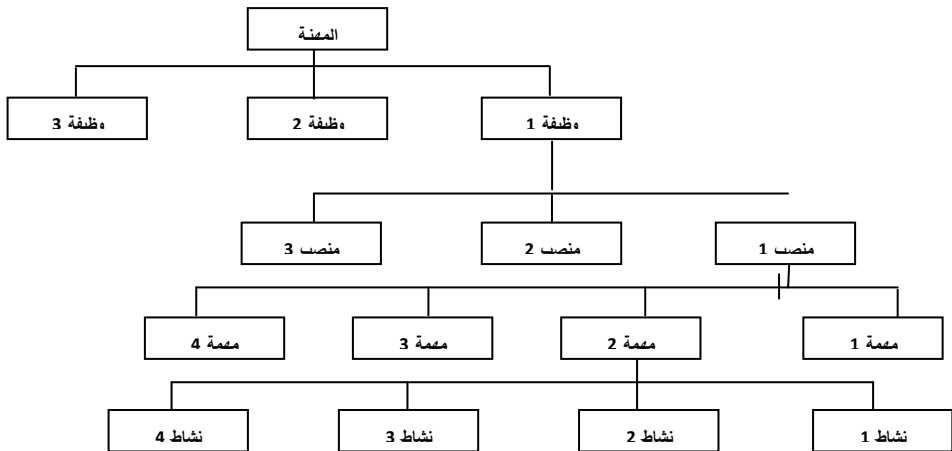 المهنة
وظيفة 1
وظيفة 2
وظيفة 3
منصب 1
منصب 2
منصب 3
مهمة 1
مهمة 2
مهمة 3
مهمة 4
نشاط 1
نشاط 2
نشاط 3
نشاط 4